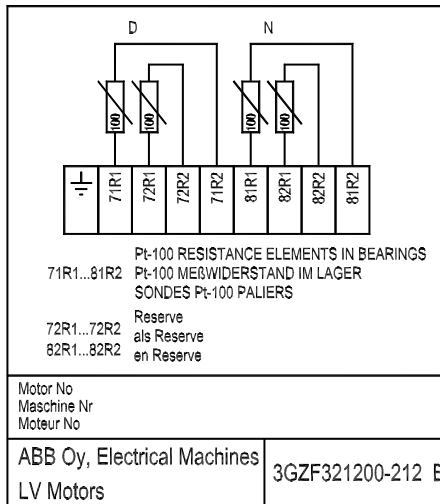 D N
100 100 100 100
71R1 72R1 72R2 71R2 81R1 82R1 82R2 81R2
Pt-100 RESISTANCE ELEMENTS IN BEARINGS
71R1...81R2 Pt-100 MEßWIDERSTAND IM LAGER
SONDES Pt-100 PALIERS
Reserve
72R1...72R2 als Reserve
82R1...82R2 en Reserve
Motor No
Maschine Nr
Moteur No
ABB Oy, Electrical Machines
LV Motors
3GZF321200-212 B